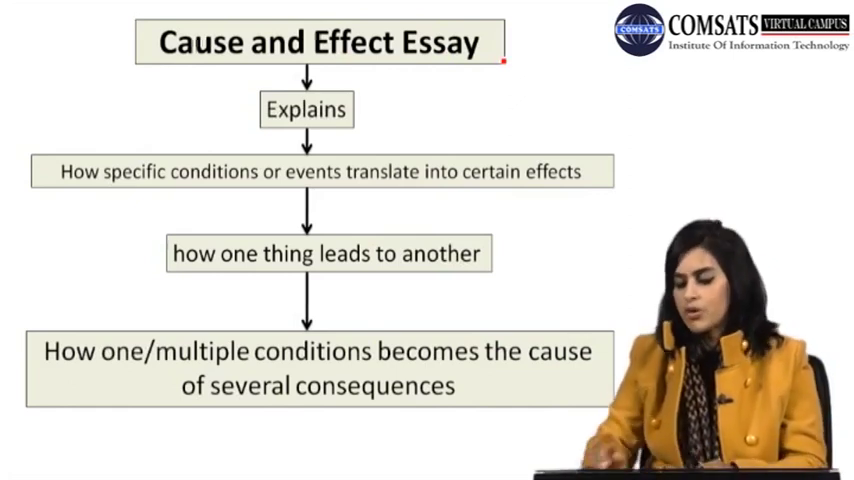 Cause and Effect Essay
COMSATS VIRTUAL CAMPUS
COMSATS
Institute Of Information Technology
Explains
How specific conditions or events translate into certain effects
how one thing leads to another
How one/multiple conditions becomes the cause
of several consequences